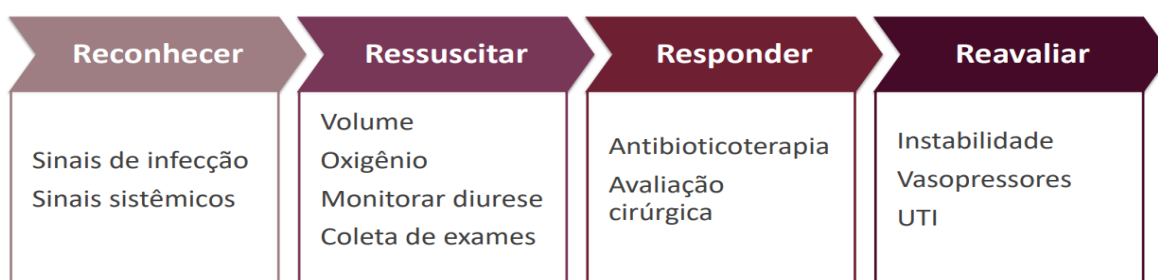 Reconhecer
Sinais de infecção
Sinais sistêmicos
Ressuscitar
Volume
Oxigênio
Monitorar diurese
Coleta de exames
Responder
Antibioticoterapia
Avaliação
cirúrgica
Reavaliar
Instabilidade
Vasopressores
UTI